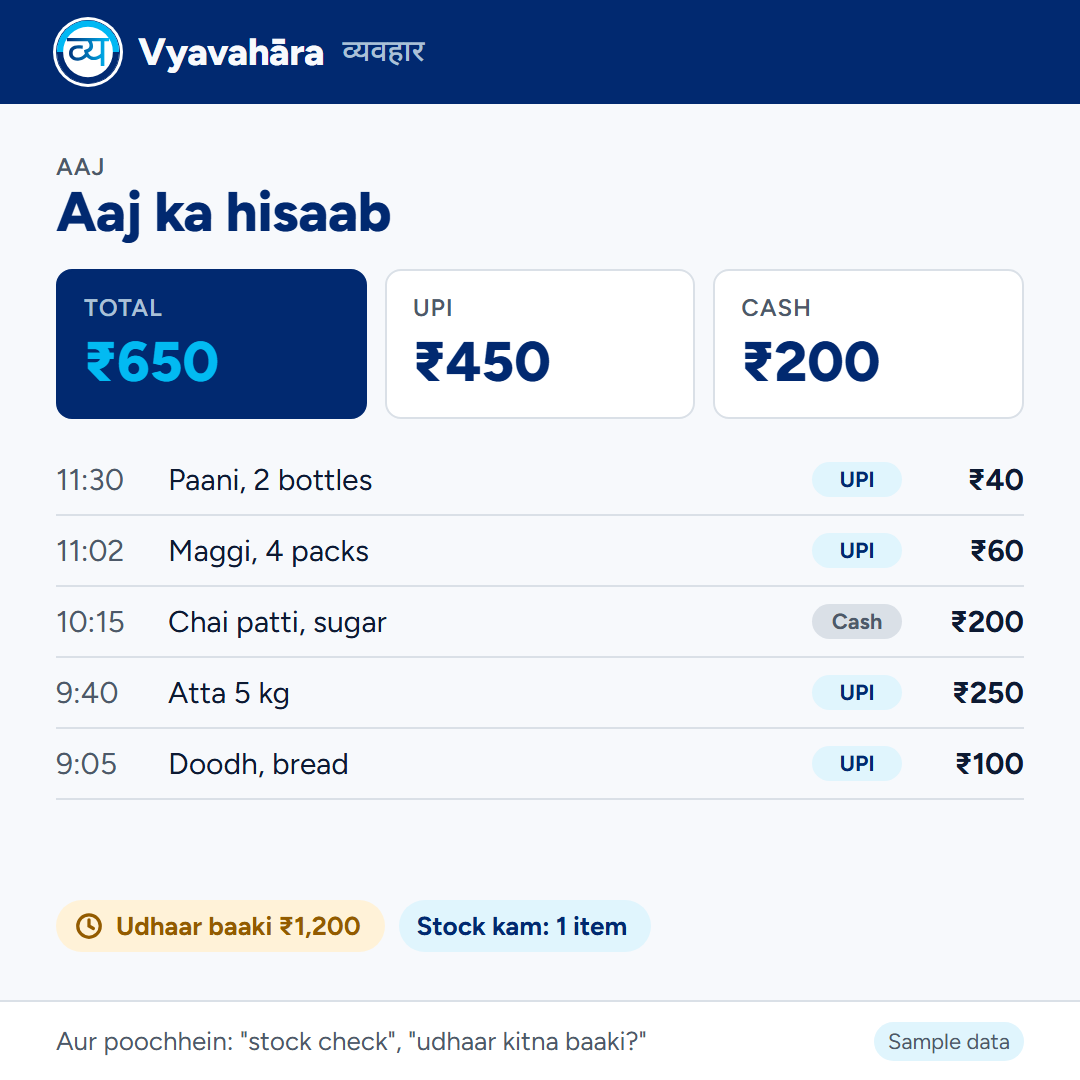 व्य Vyavahāra व्यवहार
AAJ
Aaj ka hisaab
TOTAL UPI CASH
₹650 ₹450 ₹200
11:30 Paani, 2 bottles UPI ₹40
11:02 Maggi, 4 packs UPI ₹60
10:15 Chai patti, sugar Cash ₹200
9:40 Atta 5 kg UPI ₹250
9:05 Doodh, bread UPI ₹100
Udhaar baaki ₹1,200 Stock kam: 1 item
Aur poochhein: "stock check", "udhaar kitna baaki?" Sample data